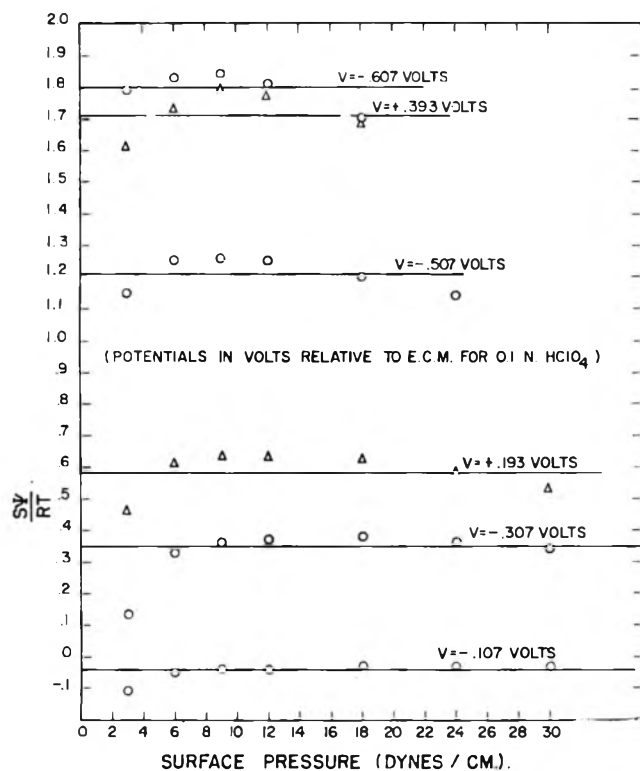 2.0
1.9
1.8
1.7
1.6
1.5
1.4
1.3
1.2
1.1
1.0
.9
.8
.7
.6
.5
.4
.3
.2
.1
0
-.1
SΨ
RT
V=-.607 VOLTS
V=+.393 VOLTS
V=-.507 VOLTS
(POTENTIALS IN VOLTS RELATIVE TO E.C.M. FOR 0.1 N. HClO4)
V=+.193 VOLTS
V=-.307 VOLTS
V=-.107 VOLTS
0 2 4 6 8 10 12 14 16 18 20 22 24 26 28 30
SURFACE PRESSURE (DYNES / CM.).